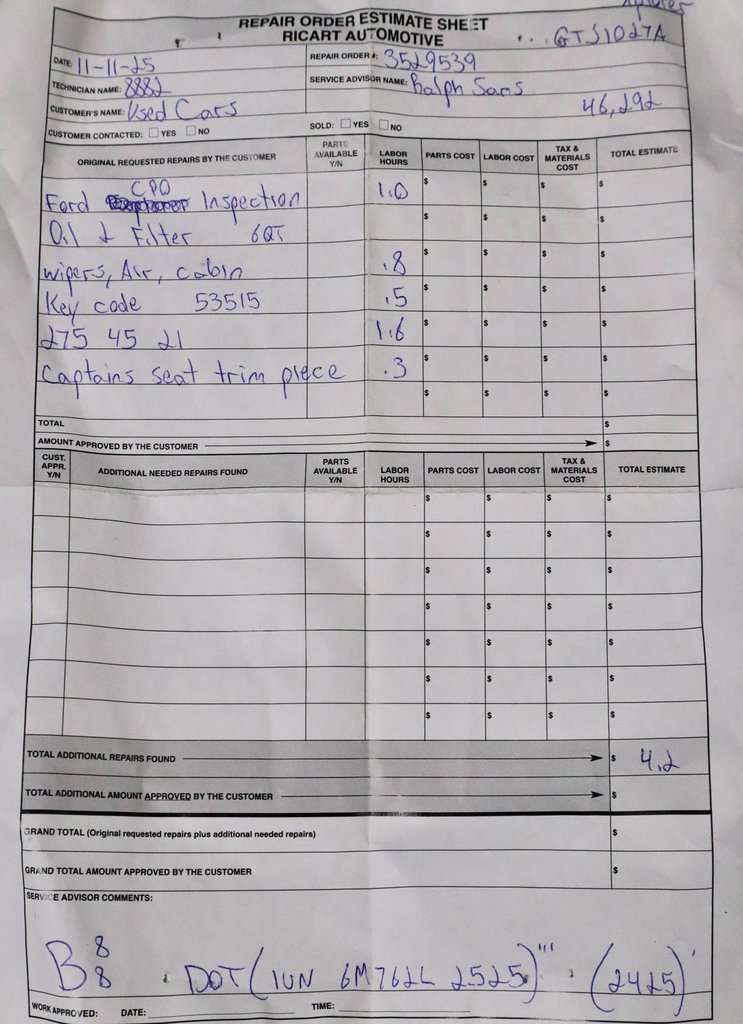 REPAIR ORDER ESTIMATE SHEET
RICART AUTOMOTIVE
GTS1027A
DATE: 11-11-25
REPAIR ORDER #: 3529539
TECHNICIAN NAME: 8882
SERVICE ADVISOR NAME: Ralph Sars
CUSTOMER'S NAME: Used Cars
46,292
CUSTOMER CONTACTED: YES NO
SOLD: YES NO
ORIGINAL REQUESTED REPAIRS BY THE CUSTOMER PARTS AVAILABLE Y/N LABOR HOURS PARTS COST LABOR COST TAX & MATERIALS COST TOTAL ESTIMATE
CPO
Ford Inspection 1.0 $ $ $ $
Oil & Filter 6QT $ $ $ $
wipers, Air, cabin .8 $ $ $ $
Key code 53515 .5 $ $ $ $
275 45 21 1.6 $ $ $ $
Captains seat trim piece .3 $ $ $ $
$ $ $ $
TOTAL $
AMOUNT APPROVED BY THE CUSTOMER $
CUST. APPR. Y/N ADDITIONAL NEEDED REPAIRS FOUND PARTS AVAILABLE Y/N LABOR HOURS PARTS COST LABOR COST TAX & MATERIALS COST TOTAL ESTIMATE
$ $ $ $
$ $ $ $
$ $ $ $
$ $ $ $
$ $ $ $
$ $ $ $
$ $ $ $
TOTAL ADDITIONAL REPAIRS FOUND $ 4.2
TOTAL ADDITIONAL AMOUNT APPROVED BY THE CUSTOMER $
GRAND TOTAL (Original requested repairs plus additional needed repairs) $
GRAND TOTAL AMOUNT APPROVED BY THE CUSTOMER $
SERVICE ADVISOR COMMENTS:
B 8 8 DOT (1UN 6M762L 2525)''' (2425)'
WORK APPROVED: DATE: TIME: